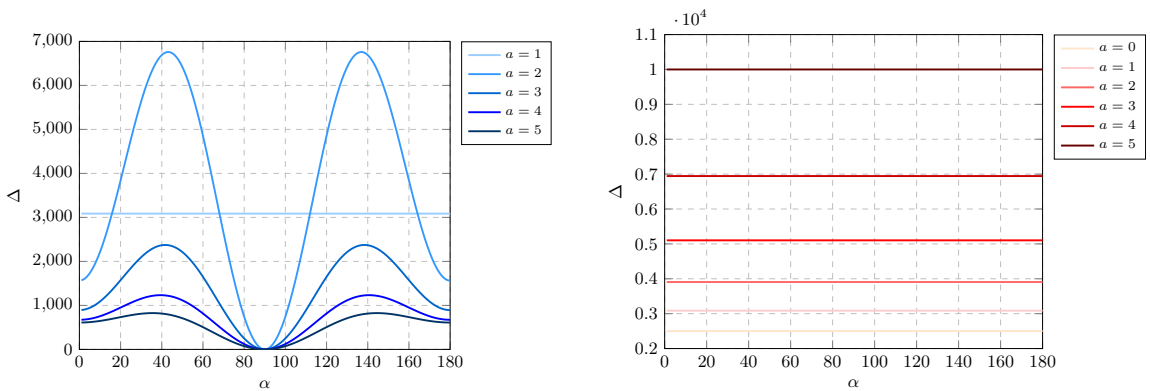 7,000
6,000
5,000
4,000
3,000
2,000
1,000
0
Δ
0 20 40 60 80 100 120 140 160 180
α
a = 1
a = 2
a = 3
a = 4
a = 5
· 10⁴
1.1
1
0.9
0.8
0.7
0.6
0.5
0.4
0.3
0.2
Δ
0 20 40 60 80 100 120 140 160 180
α
a = 0
a = 1
a = 2
a = 3
a = 4
a = 5